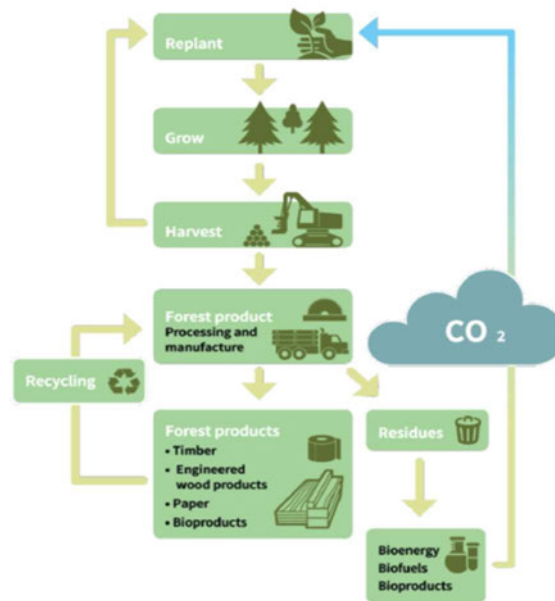 Replant
Grow
Harvest
Forest product
Processing and
manufacture
CO 2
Recycling
Forest products
• Timber
• Engineered
wood products
• Paper
• Bioproducts
Residues
Bioenergy
Biofuels
Bioproducts